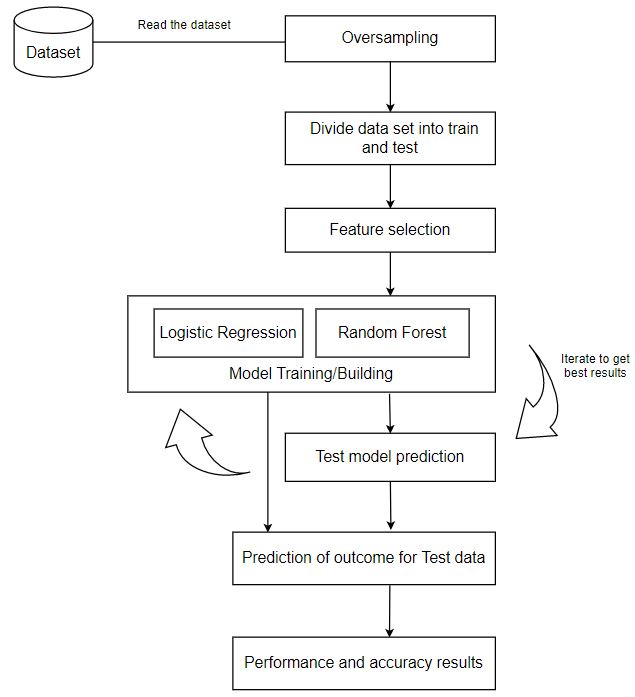 Read the dataset
Dataset
Oversampling
Divide data set into train
and test
Feature selection
Logistic Regression
Random Forest
Model Training/Building
Iterate to get
best results
Test model prediction
Prediction of outcome for Test data
Performance and accuracy results